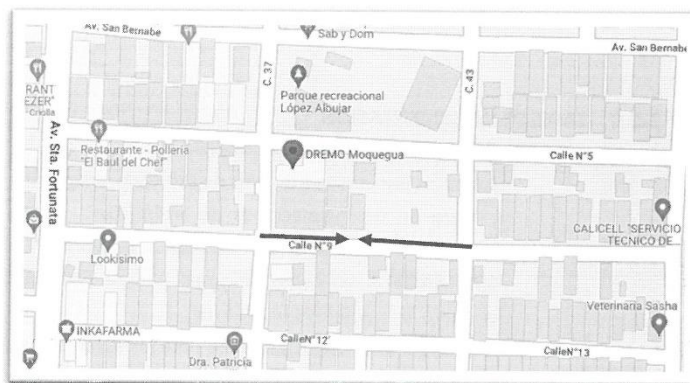 Av. San Bernabe
Sab y Dom
Av. San Bernabe
RANT
EZER"
Criolla
C. 37
C. 43
Parque recreacional
López Albujar
Av. Sta. Fortunata
Restaurante - Polleria
"El Baul del Chef"
DREMO Moquegua
Calle N°5
CALICELL "SERVICIO
TECNICO DE
Calle N°9
Lookisimo
Veterinaria Sasha
INKAFARMA
Calle N°12
Calle N°13
Dra. Patricia